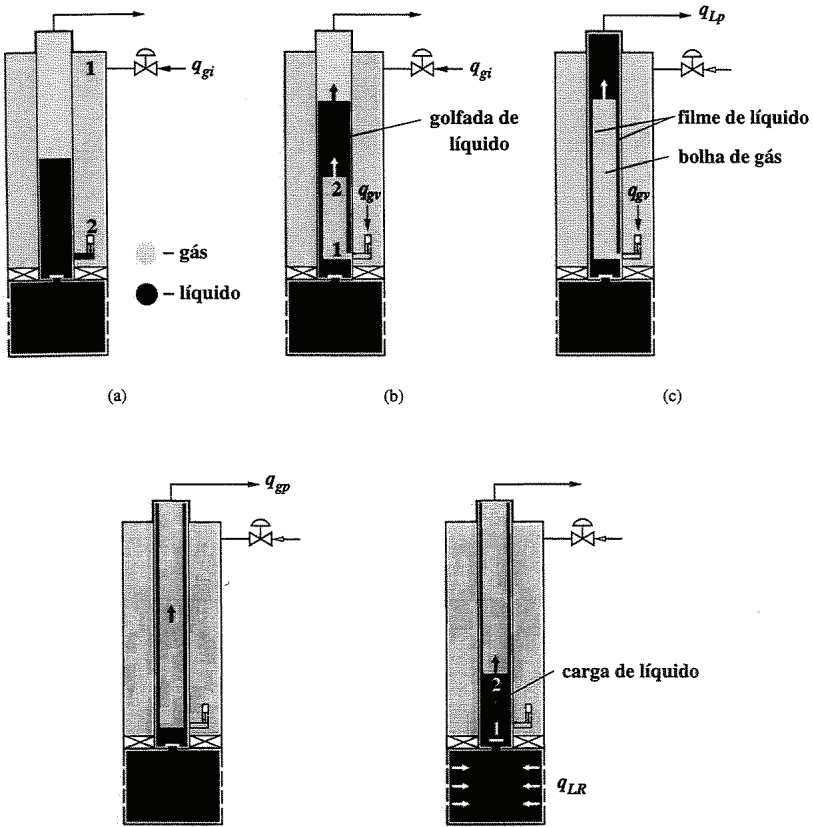 q_gi
1
2
– gás
– líquido
(a)
q_gi
golfada de
líquido
2
q_gv
1
(b)
q_Lp
filme de líquido
bolha de gás
q_gv
(c)
q_gp
carga de líquido
2
1
q_LR